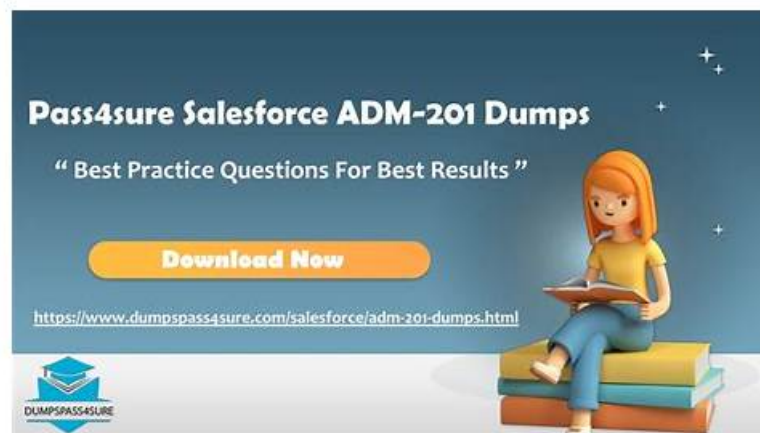 Pass4sure Salesforce ADM-201 Dumps
“ Best Practice Questions For Best Results ”
Download Now
https://www.dumpspass4sure.com/salesforce/adm-201-dumps.html
DUMPSPASS4SURE